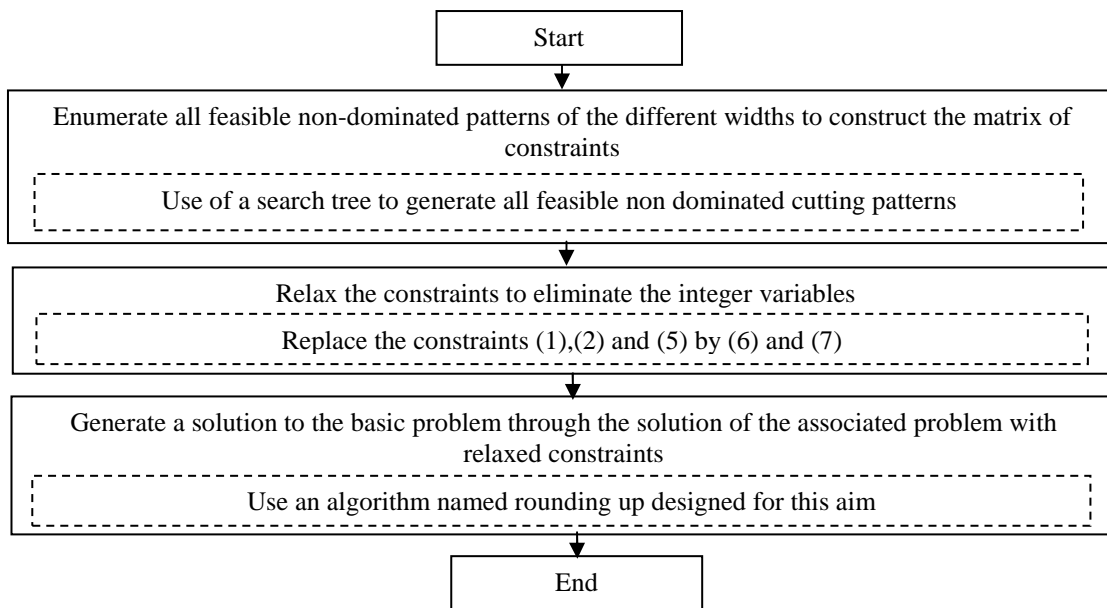 Start
Enumerate all feasible non-dominated patterns of the different widths to construct the matrix of
constraints
Use of a search tree to generate all feasible non dominated cutting patterns
Relax the constraints to eliminate the integer variables
Replace the constraints (1),(2) and (5) by (6) and (7)
Generate a solution to the basic problem through the solution of the associated problem with
relaxed constraints
Use an algorithm named rounding up designed for this aim
End